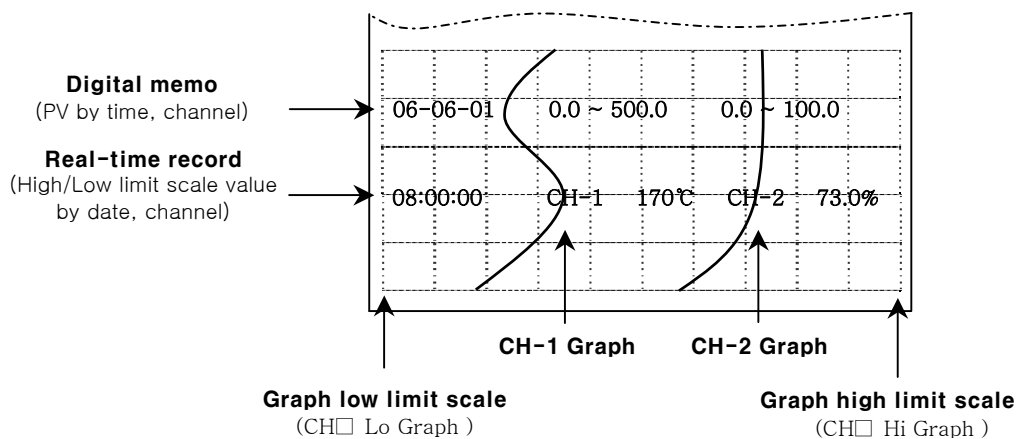 Digital memo
(PV by time, channel)
06-06-01 0.0 ~ 500.0 0.0 ~ 100.0
Real-time record
(High/Low limit scale value
by date, channel)
08:00:00 CH-1 170℃ CH-2 73.0%
CH-1 Graph CH-2 Graph
Graph low limit scale Graph high limit scale
(CH□ Lo Graph ) (CH□ Hi Graph )